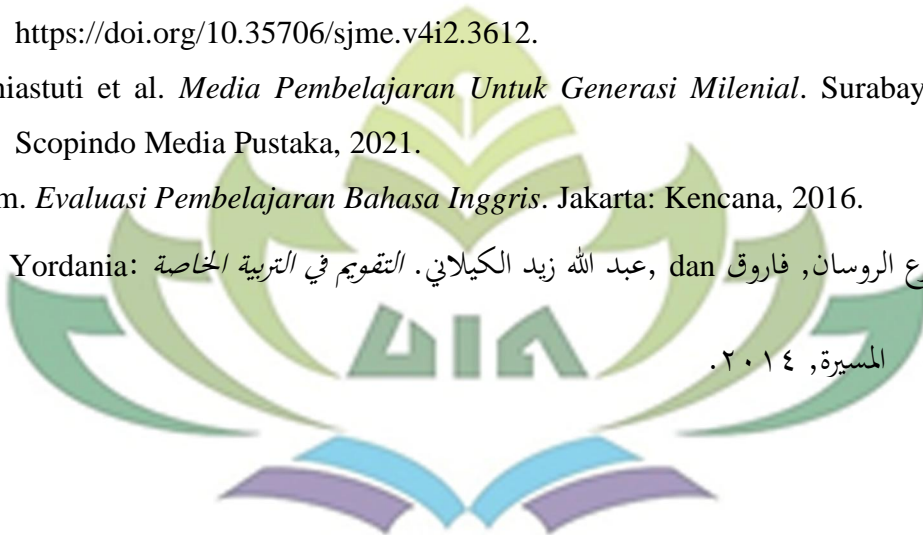 https://doi.org/10.35706/sjme.v4i2.3612.
niastuti et al. Media Pembelajaran Untuk Generasi Milenial. Surabay
Scopindo Media Pustaka, 2021.
m. Evaluasi Pembelajaran Bahasa Inggris. Jakarta: Kencana, 2016.
الروسان, فاروق dan ,عبد الله زيد الكيلاني. التقويم في التربية الخاصة :Yordania
المسيرة, ٢٠١٤.
UIN